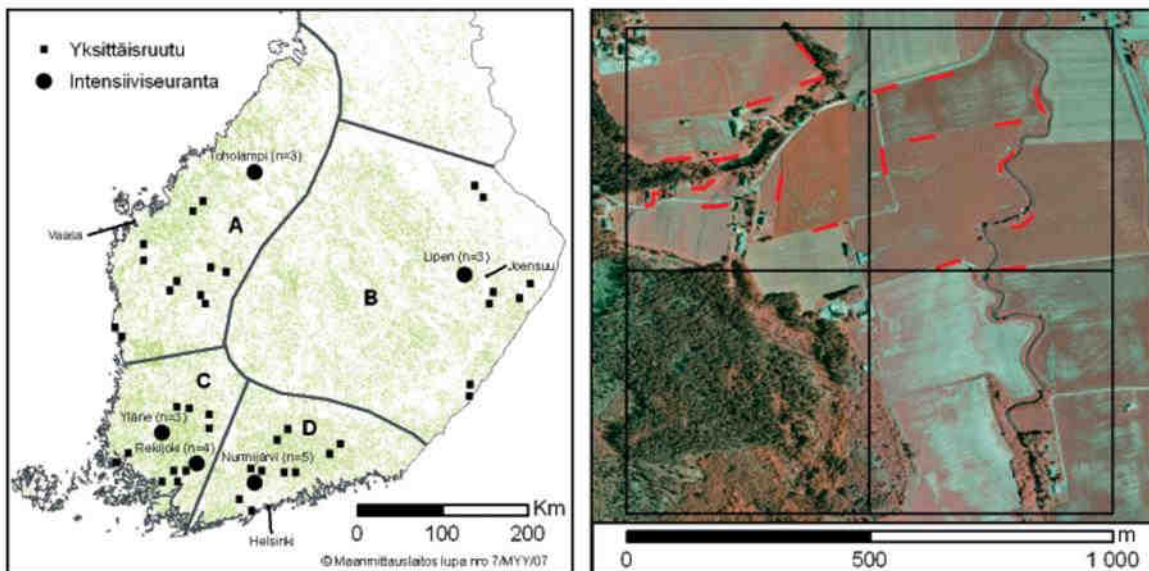 Yksittäisruutu
Intensiiviseuranta
Toholampi (n=3)
A
Vaasa
Liperi (n=3)
Joensuu
B
C
Yläne (n=3)
D
Rekijoki (n=4)
Nurmijärvi (n=5)
Km
0 100 200
Helsinki
© Maanmittauslaitos lupa nro 7/MYY/07
m
0 500 1 000